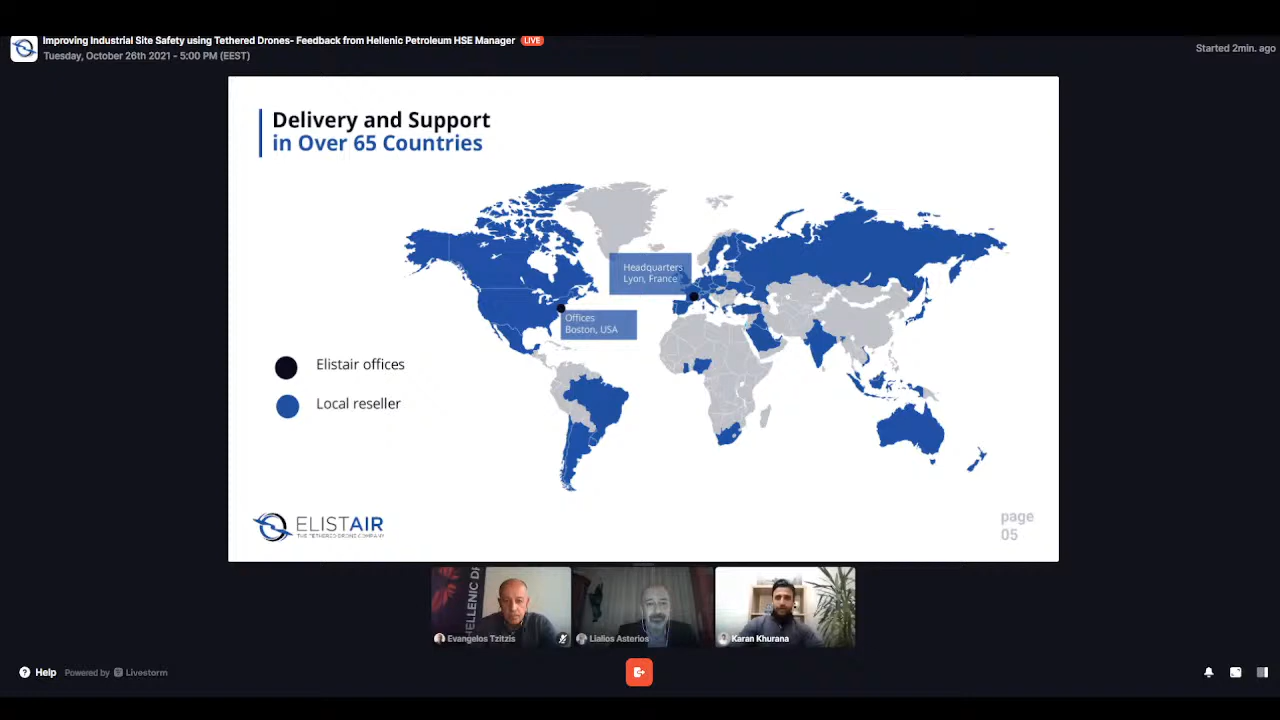 Improving Industrial Site Safety using Tethered Drones- Feedback from Hellenic Petroleum HSE Manager LIVE
Tuesday, October 26th 2021 - 5:00 PM (EEST)
Started 2min. ago
Delivery and Support
in Over 65 Countries
Headquarters
Lyon, France
Offices
Boston, USA
Elistair offices
Local reseller
ELISTAIR
THE TETHERED DRONE COMPANY
page
05
HELLENIC
Evangelos Tzitzis
Lialios Asterios
Karan Khurana
Help
Powered by Livestorm